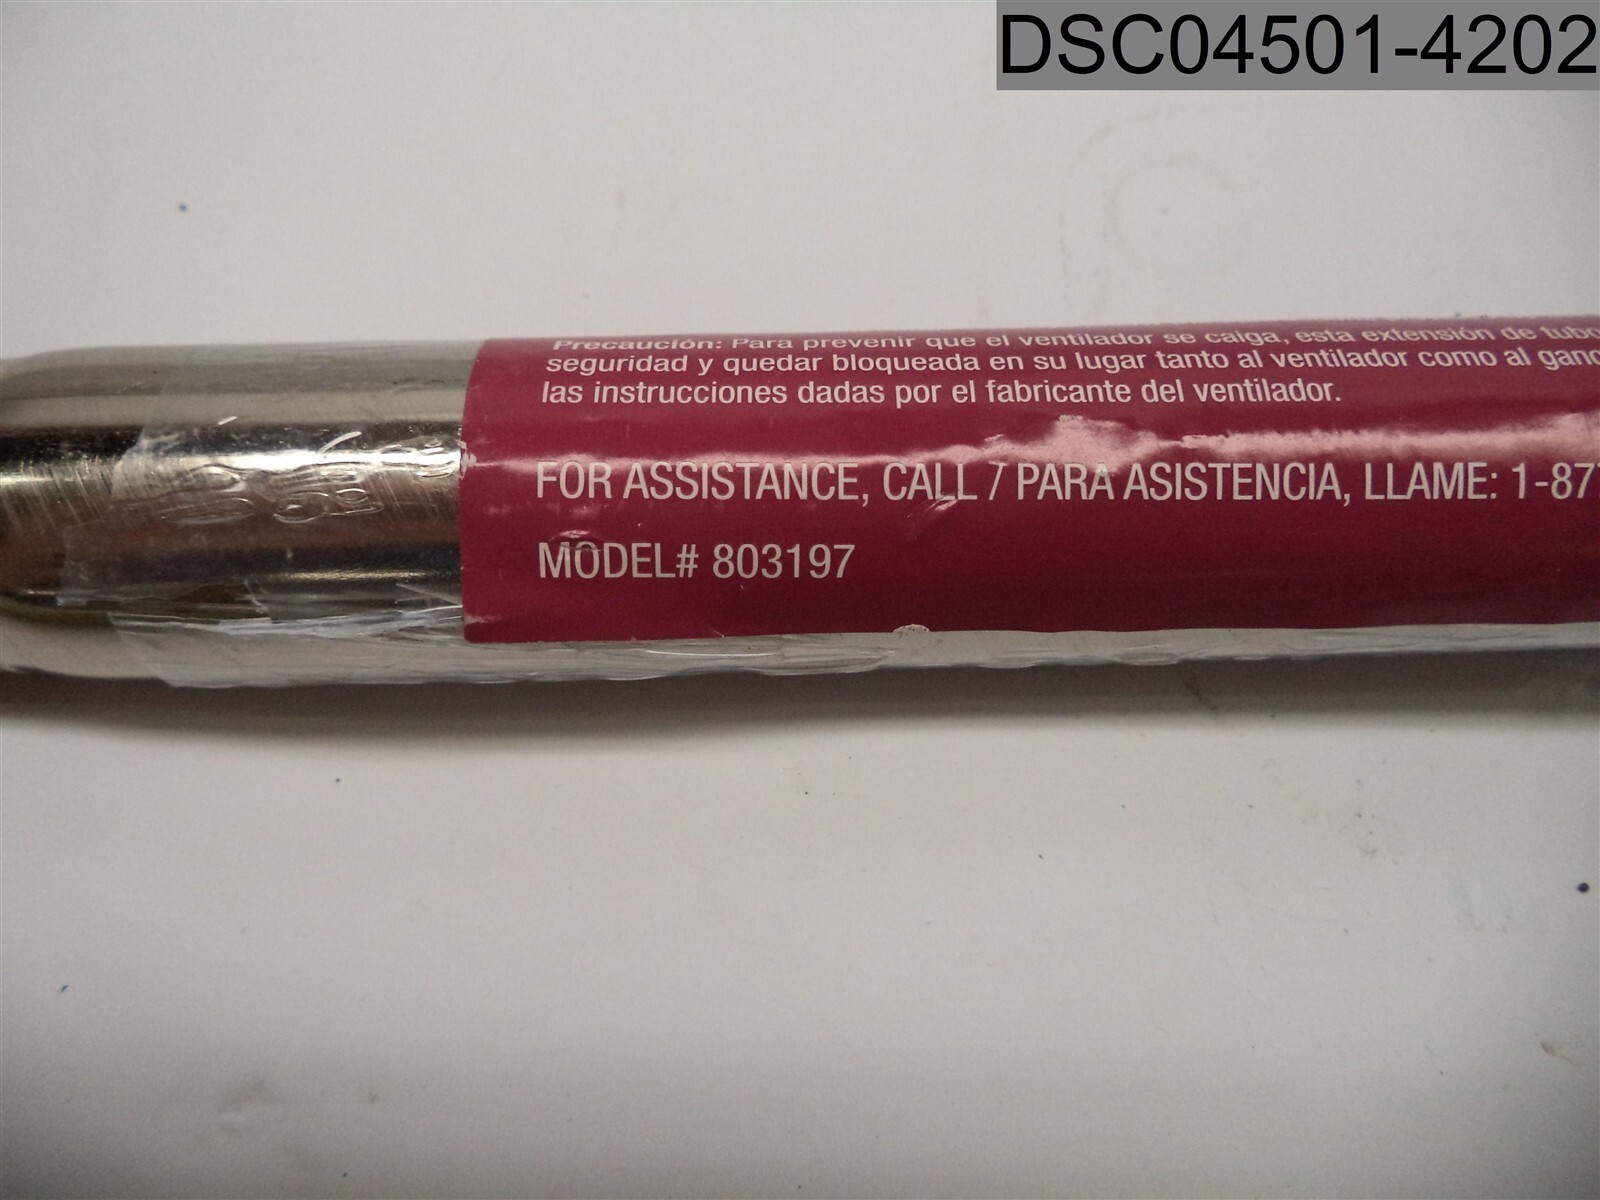 DSC04501-4202
Precaución: Para prevenir que el ventilador se caiga, esta extensión de tubo
seguridad y quedar bloqueada en su lugar tanto al ventilador como al ganc
las instrucciones dadas por el fabricante del ventilador.
FOR ASSISTANCE, CALL / PARA ASISTENCIA, LLAME: 1-877
MODEL# 803197